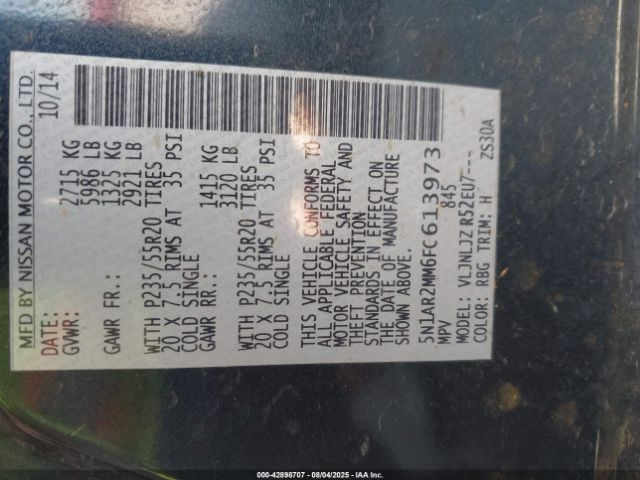 MFD BY NISSAN MOTOR CO., LTD.
DATE: 10/14
GVWR: 2715 KG
5986 LB
GAWR FR.: 1325 KG
2921 LB
WITH P235/55R20 TIRES
20 X 7.5 RIMS AT 35 PSI
COLD SINGLE
GAWR RR.: 1415 KG
3120 LB
WITH P235/55R20 TIRES
20 X 7.5 RIMS AT 35 PSI
COLD SINGLE
THIS VEHICLE CONFORMS TO
ALL APPLICABLE FEDERAL
MOTOR VEHICLE SAFETY AND
THEFT PREVENTION
STANDARDS IN EFFECT ON
THE DATE OF MANUFACTURE
SHOWN ABOVE.
5N1AR2MM6FC613973
MPV 845
MODEL: VLJNLJZ R52EU7---
COLOR: RBG TRIM: H ZS30A
000-42898707 - 08/04/2025 - IAA Inc.